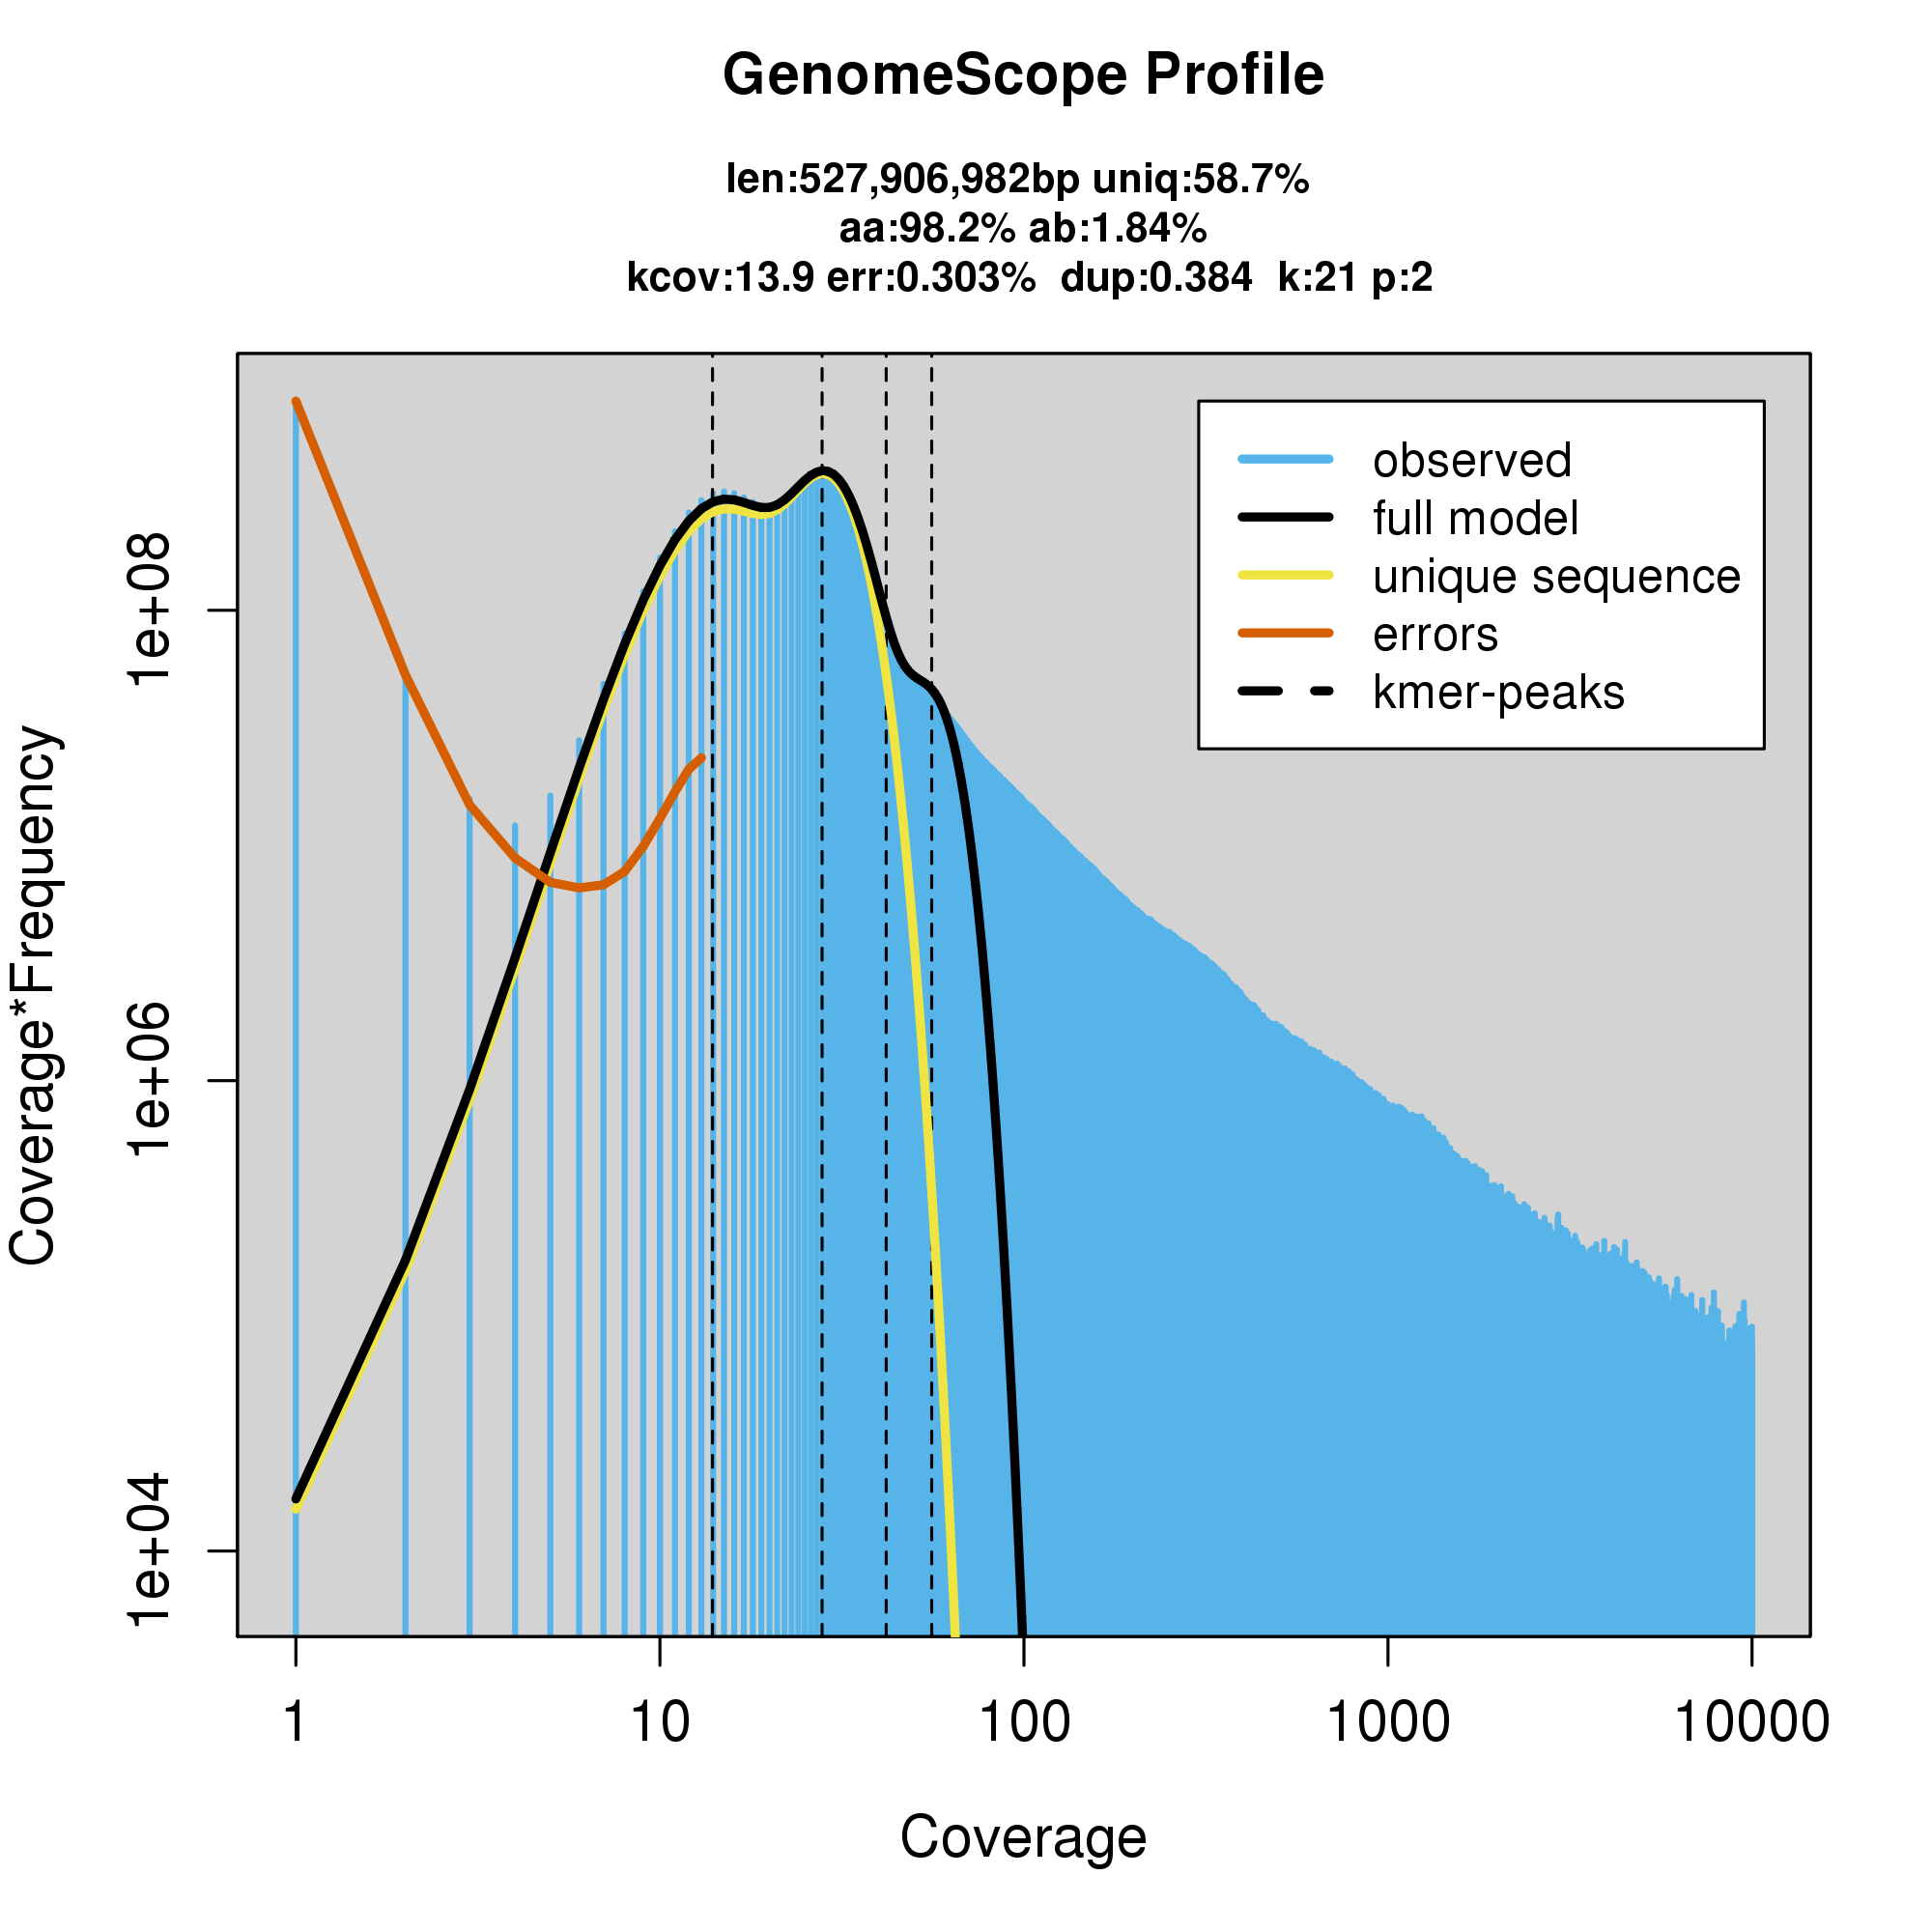 GenomeScope Profile
len:527,906,982bp uniq:58.7%
aa:98.2% ab:1.84%
kcov:13.9 err:0.303%  dup:0.384  k:21 p:2
observed
full model
unique sequence
errors
kmer-peaks
Coverage*Frequency
1e+08
1e+06
1e+04
1 10 100 1000 10000
Coverage